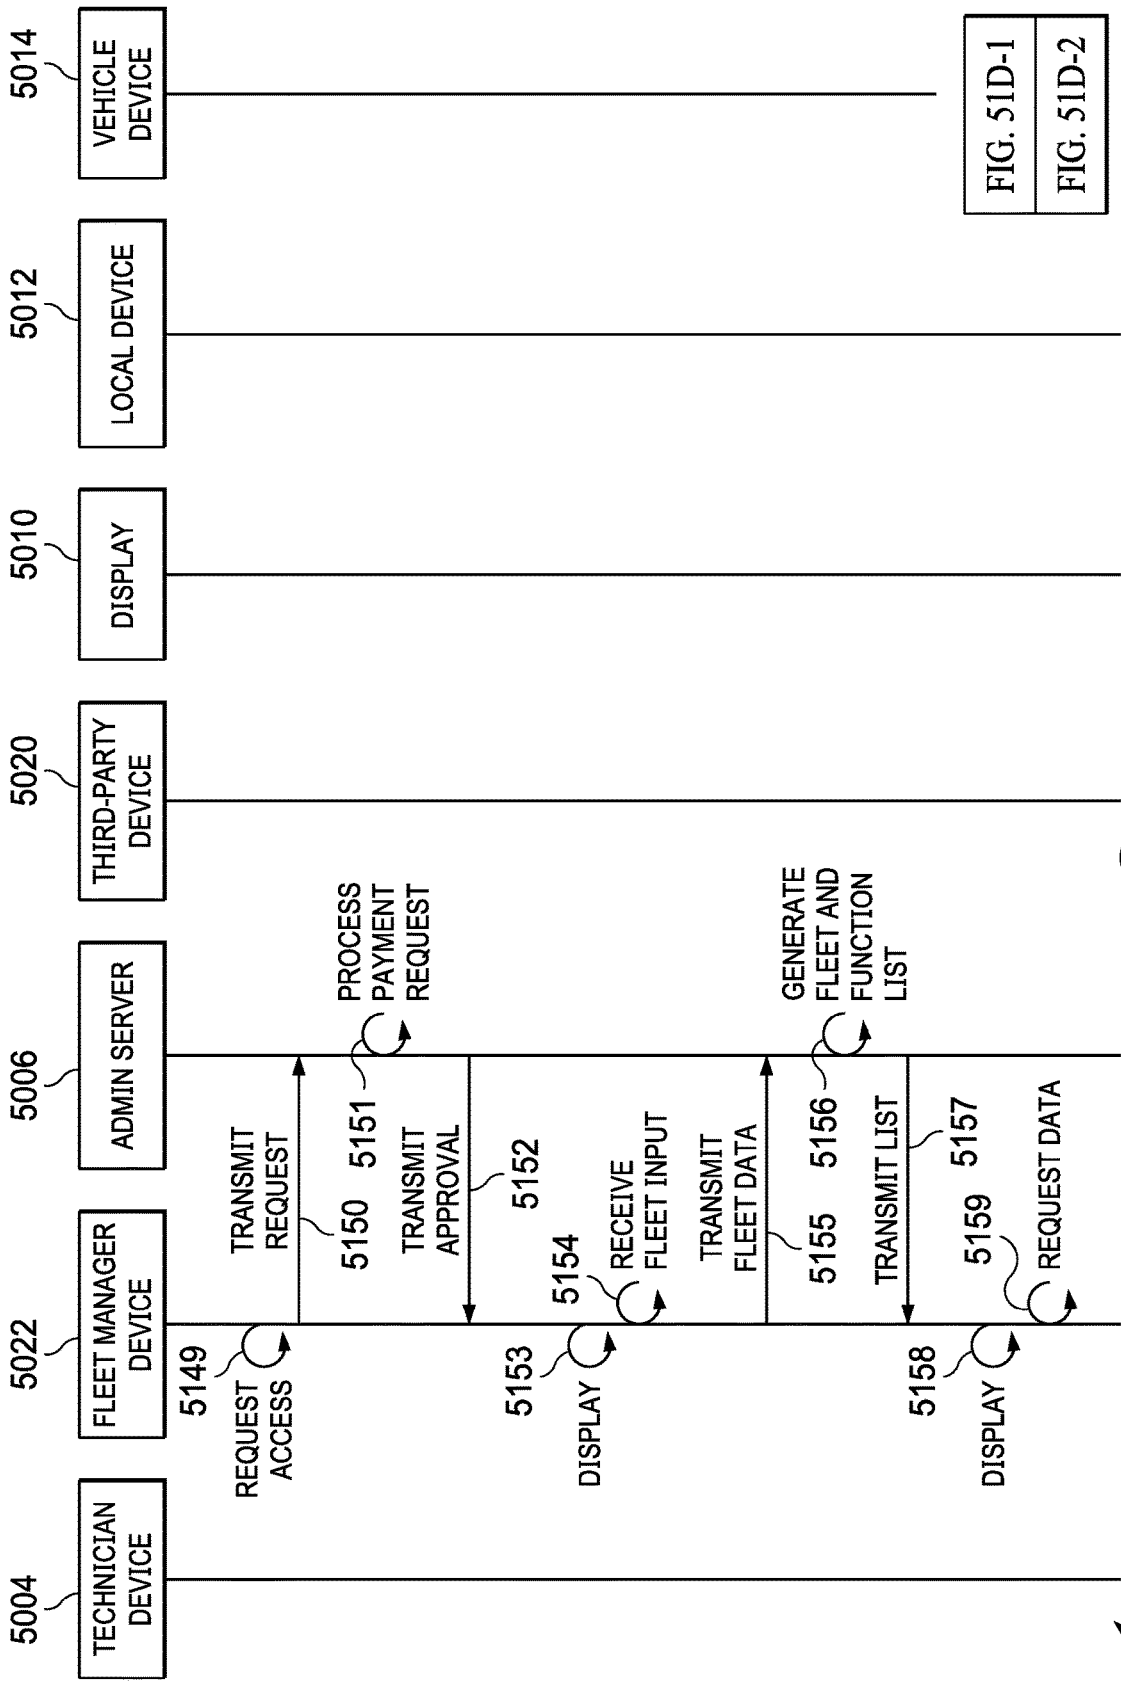 5004
5022
5006
5020
5010
5012
5014
TECHNICIAN
DEVICE
FLEET MANAGER
DEVICE
ADMIN SERVER
THIRD-PARTY
DEVICE
DISPLAY
LOCAL DEVICE
VEHICLE
DEVICE
5149
REQUEST
ACCESS
TRANSMIT
REQUEST
5150
5151
PROCESS
PAYMENT
REQUEST
TRANSMIT
APPROVAL
5152
5153
DISPLAY
5154
RECEIVE
FLEET INPUT
TRANSMIT
FLEET DATA
5155
5156
GENERATE
FLEET AND
FUNCTION
LIST
TRANSMIT LIST
5157
5158
DISPLAY
5159
REQUEST DATA
FIG. 51D-1
FIG. 51D-2